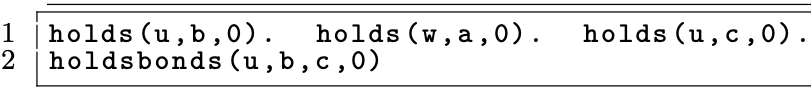 1 holds(u,b,0). holds(w,a,0). holds(u,c,0).
2 holdsbonds(u,b,c,0)